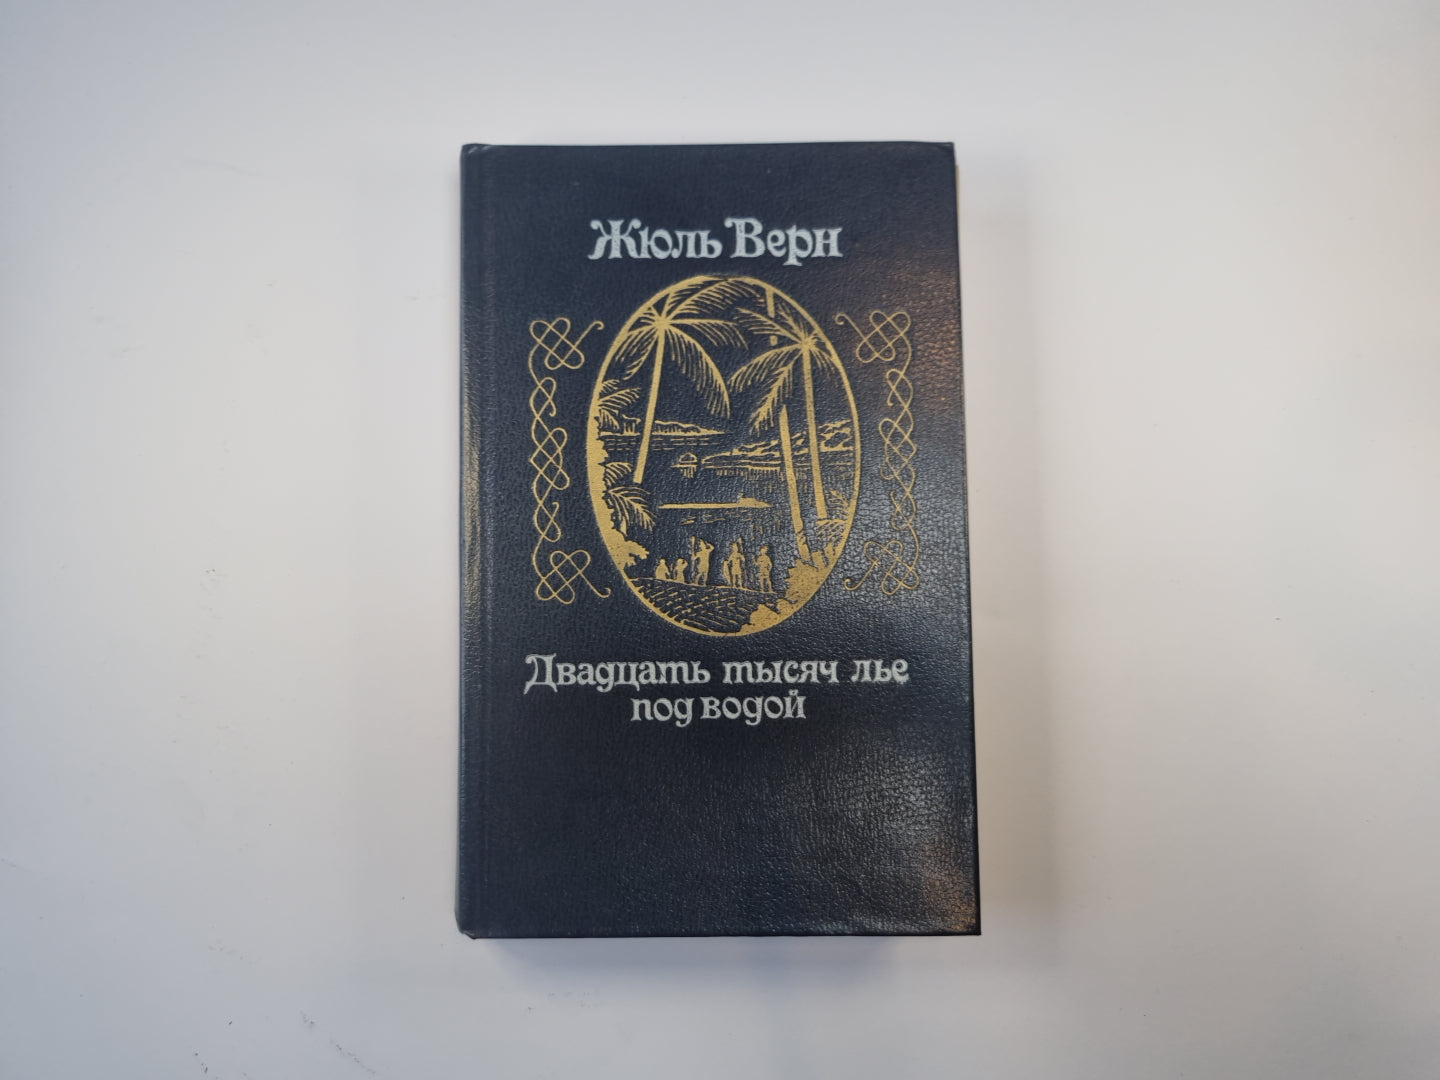 Жюль Верн
Двадцать тысяч лье
под водой